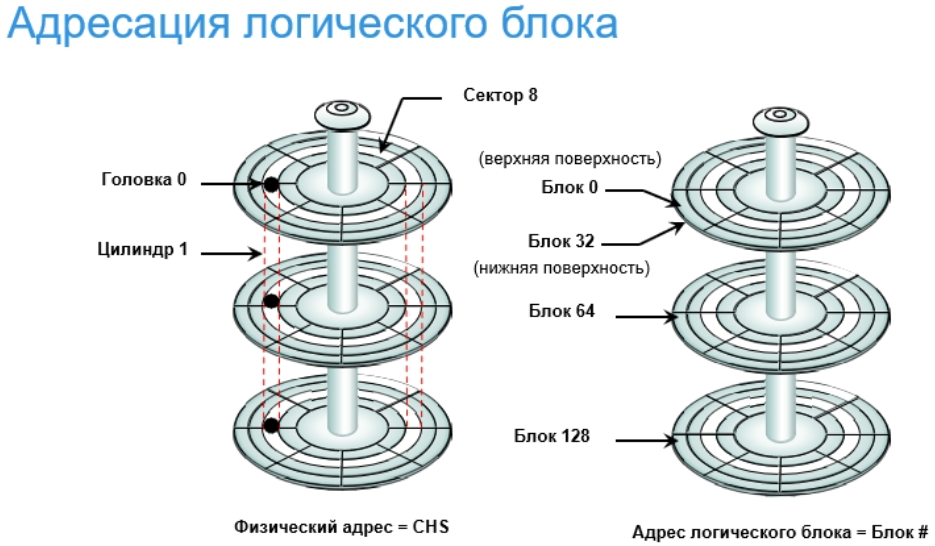 Адресация логического блока
Сектор 8
Головка 0
Цилиндр 1
Физический адрес = CHS
(верхняя поверхность)
Блок 0
Блок 32
(нижняя поверхность)
Блок 64
Блок 128
Адрес логического блока = Блок #